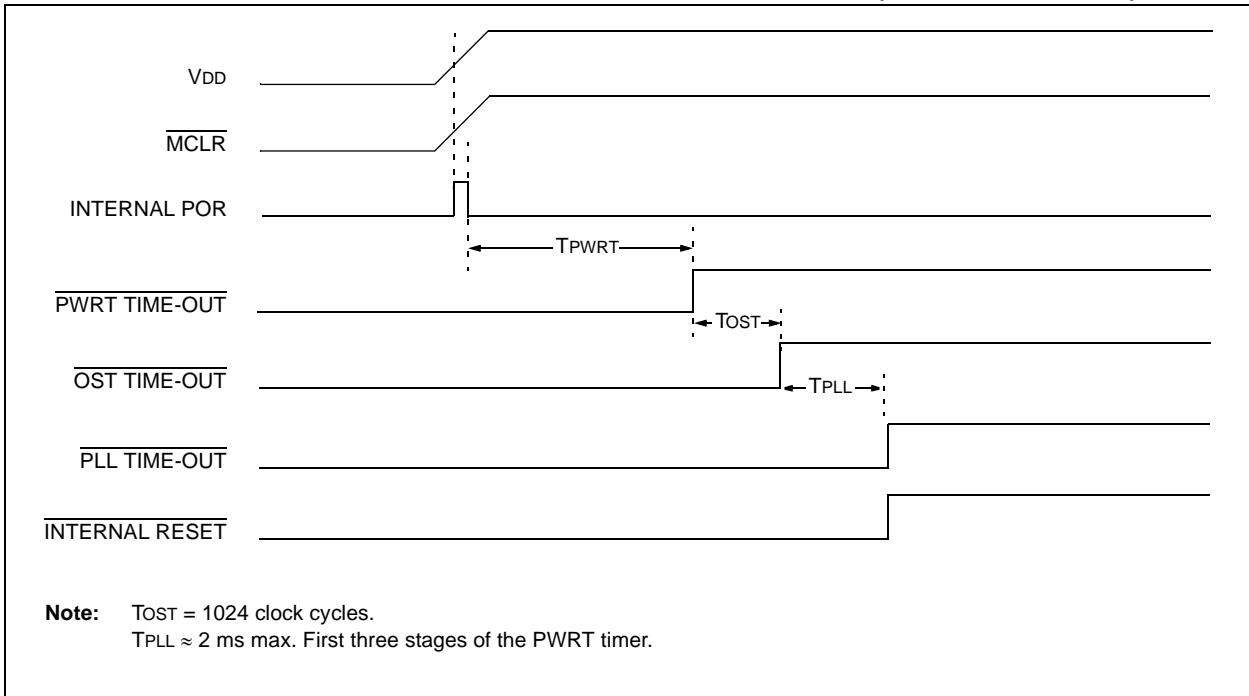 VDD
MCLR
INTERNAL POR
TPWRT
PWRT TIME-OUT
TOST
OST TIME-OUT
TPLL
PLL TIME-OUT
INTERNAL RESET
Note: TOST = 1024 clock cycles.
TPLL ≈ 2 ms max. First three stages of the PWRT timer.